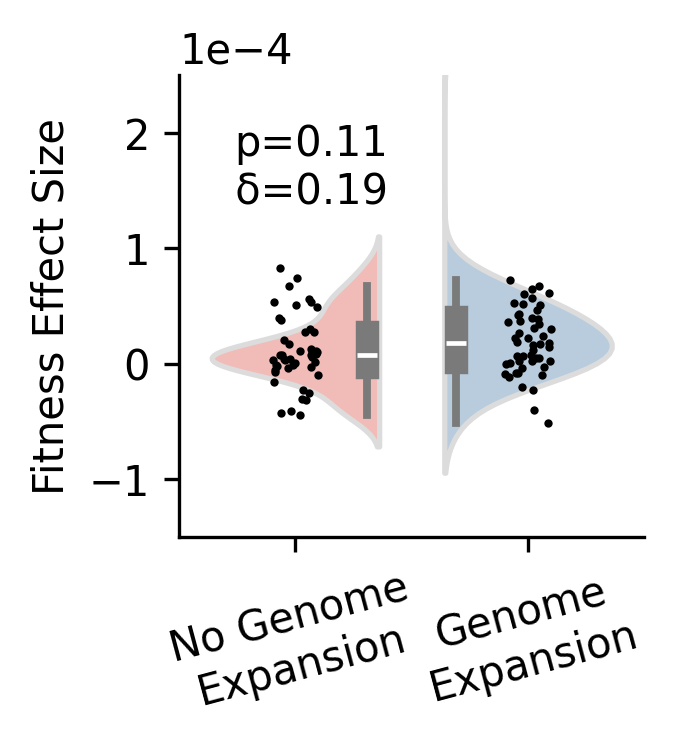 1e−4
Fitness Effect Size
2
1
0
−1
p=0.11
δ=0.19
No Genome
Expansion
Genome
Expansion